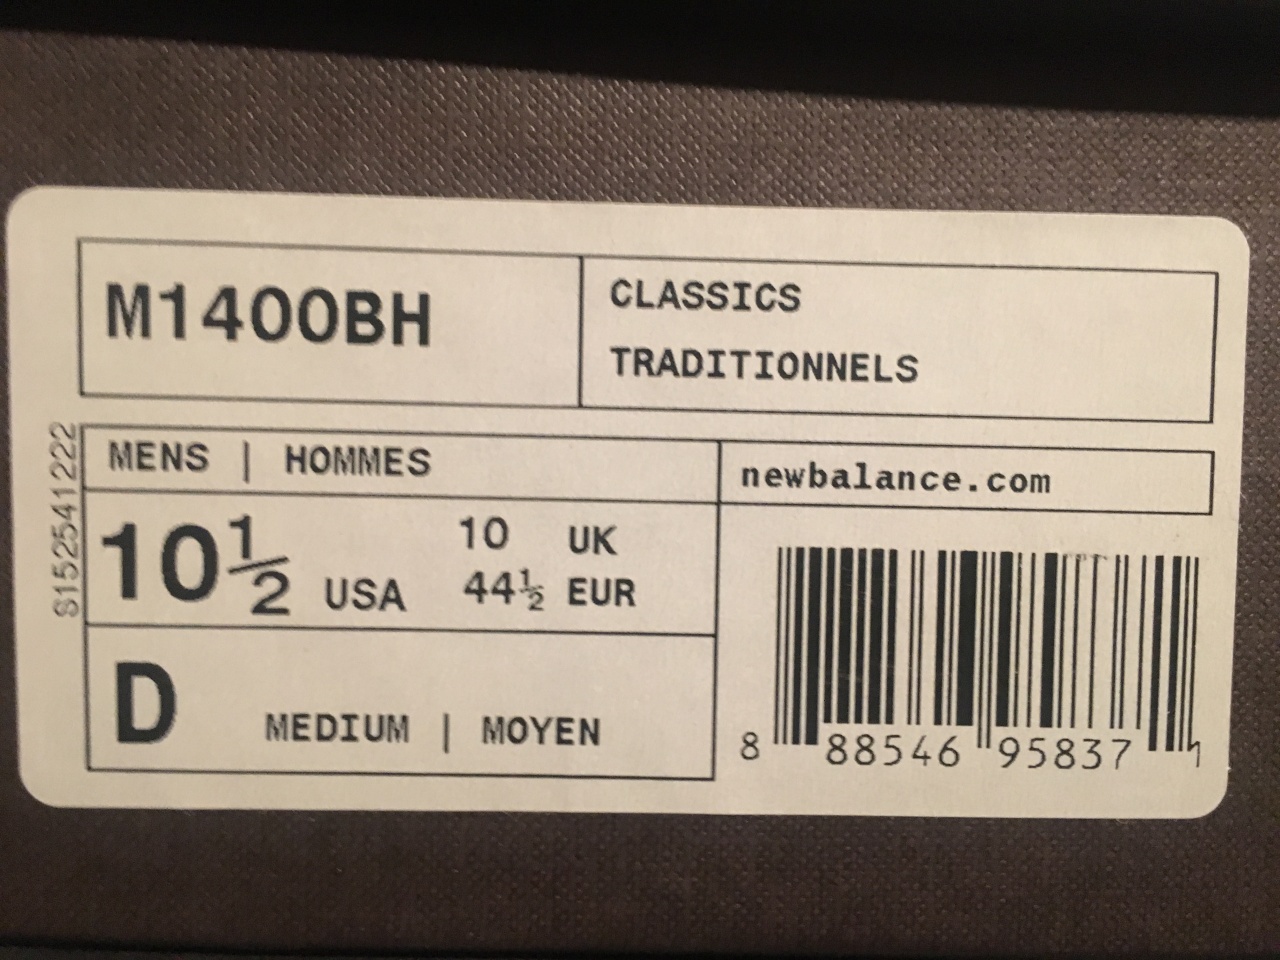 M1400BH
CLASSICS
TRADITIONNELS
S152541222
MENS | HOMMES
newbalance.com
10½ USA
10 UK
44½ EUR
D MEDIUM | MOYEN
8 88546 95837 1